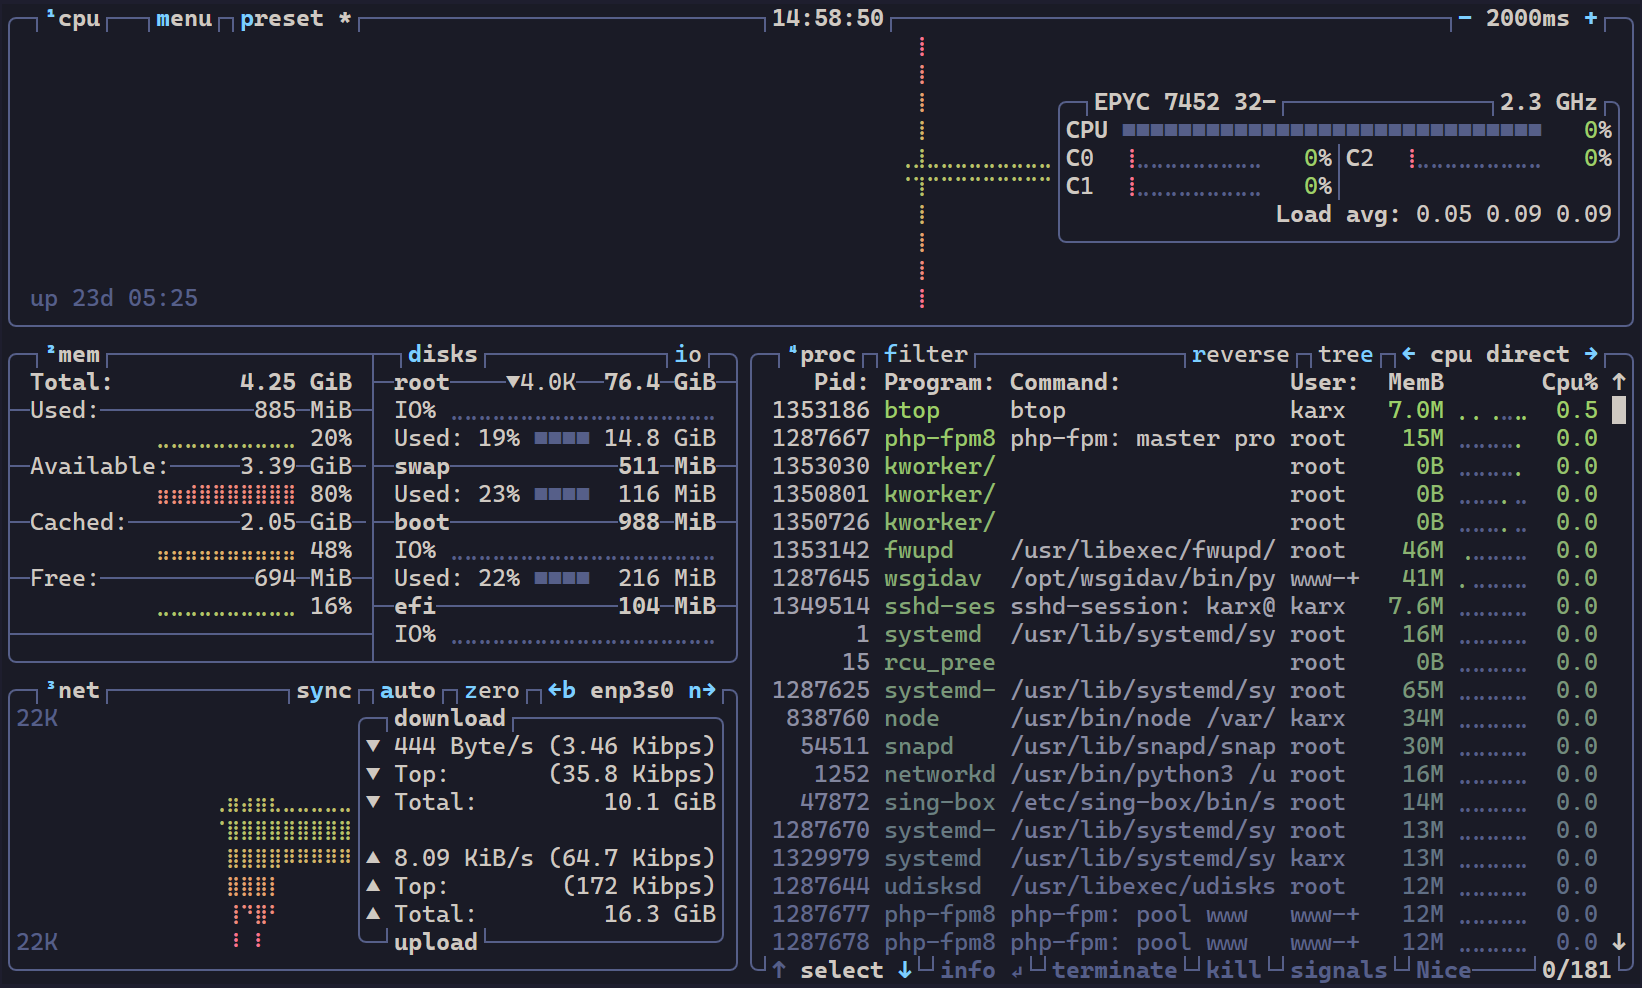 ¹cpu menu preset * 14:58:50 - 2000ms +
EPYC 7452 32- 2.3 GHz
CPU 0%
C0 0% C2 0%
C1 0%
Load avg: 0.05 0.09 0.09
up 23d 05:25
²mem
Total: 4.25 GiB
Used: 885 MiB
20%
Available: 3.39 GiB
80%
Cached: 2.05 GiB
48%
Free: 694 MiB
16%
disks io
root ▼4.0K 76.4 GiB
IO%
Used: 19% 14.8 GiB
swap 511 MiB
Used: 23% 116 MiB
boot 988 MiB
IO%
Used: 22% 216 MiB
efi 104 MiB
IO%
³net sync auto zero ←b enp3s0 n→
22K
download
▼ 444 Byte/s (3.46 Kibps)
▼ Top: (35.8 Kibps)
▼ Total: 10.1 GiB
▲ 8.09 KiB/s (64.7 Kibps)
▲ Top: (172 Kibps)
▲ Total: 16.3 GiB
22K
upload
⁴proc filter reverse tree ← cpu direct →
Pid: Program: Command: User: MemB Cpu% ↑
1353186 btop btop karx 7.0M 0.5
1287667 php-fpm8 php-fpm: master pro root 15M 0.0
1353030 kworker/ root 0B 0.0
1350801 kworker/ root 0B 0.0
1350726 kworker/ root 0B 0.0
1353142 fwupd /usr/libexec/fwupd/ root 46M 0.0
1287645 wsgidav /opt/wsgidav/bin/py www-+ 41M 0.0
1349514 sshd-ses sshd-session: karx@ karx 7.6M 0.0
1 systemd /usr/lib/systemd/sy root 16M 0.0
15 rcu_pree root 0B 0.0
1287625 systemd- /usr/lib/systemd/sy root 65M 0.0
838760 node /usr/bin/node /var/ karx 34M 0.0
54511 snapd /usr/lib/snapd/snap root 30M 0.0
1252 networkd /usr/bin/python3 /u root 16M 0.0
47872 sing-box /etc/sing-box/bin/s root 14M 0.0
1287670 systemd- /usr/lib/systemd/sy root 13M 0.0
1329979 systemd /usr/lib/systemd/sy karx 13M 0.0
1287644 udisksd /usr/libexec/udisks root 12M 0.0
1287677 php-fpm8 php-fpm: pool www www-+ 12M 0.0
1287678 php-fpm8 php-fpm: pool www www-+ 12M 0.0 ↓
↑ select ↓ info ↲ terminate kill signals Nice 0/181